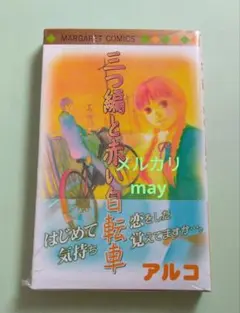 MARGARET COMICS
三つ編と赤い自転車
メルカリ
may
はじめて
恋をした
気持ち
覚えてますか…
アルコ